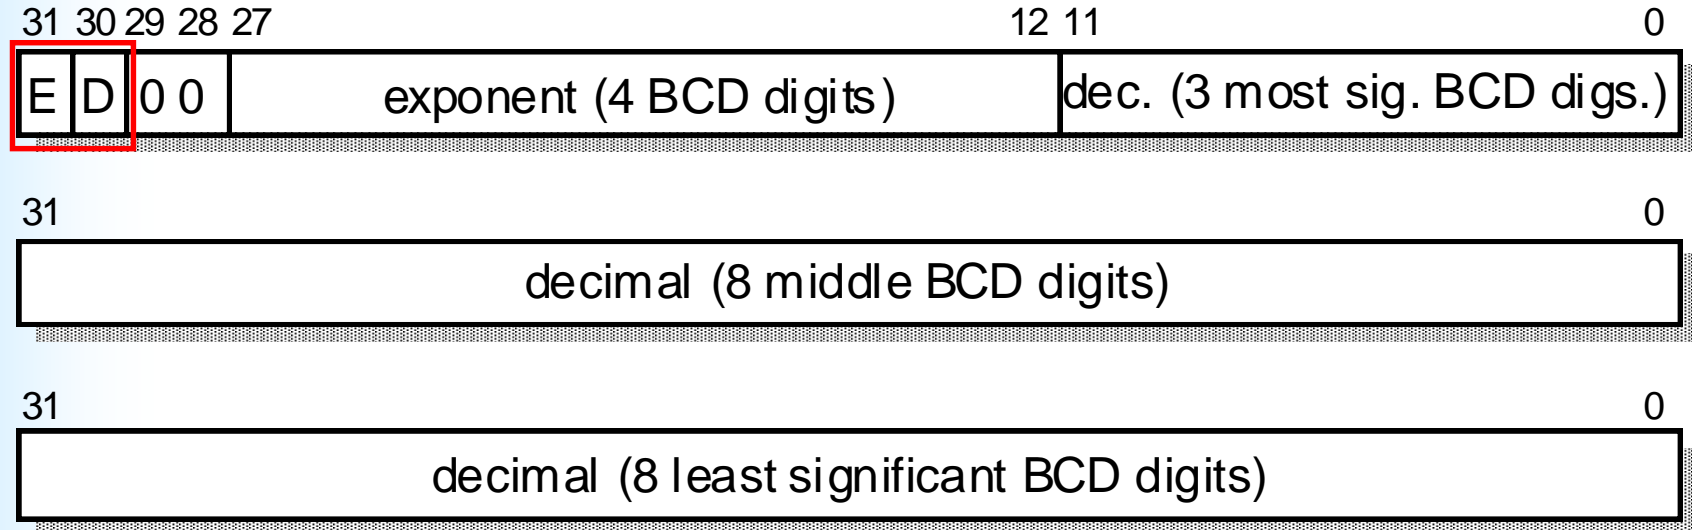 31 30 29 28 27 12 11 0
E D 0 0 exponent (4 BCD digits) dec. (3 most sig. BCD digs.)
31 0
decimal (8 middle BCD digits)
31 0
decimal (8 least significant BCD digits)